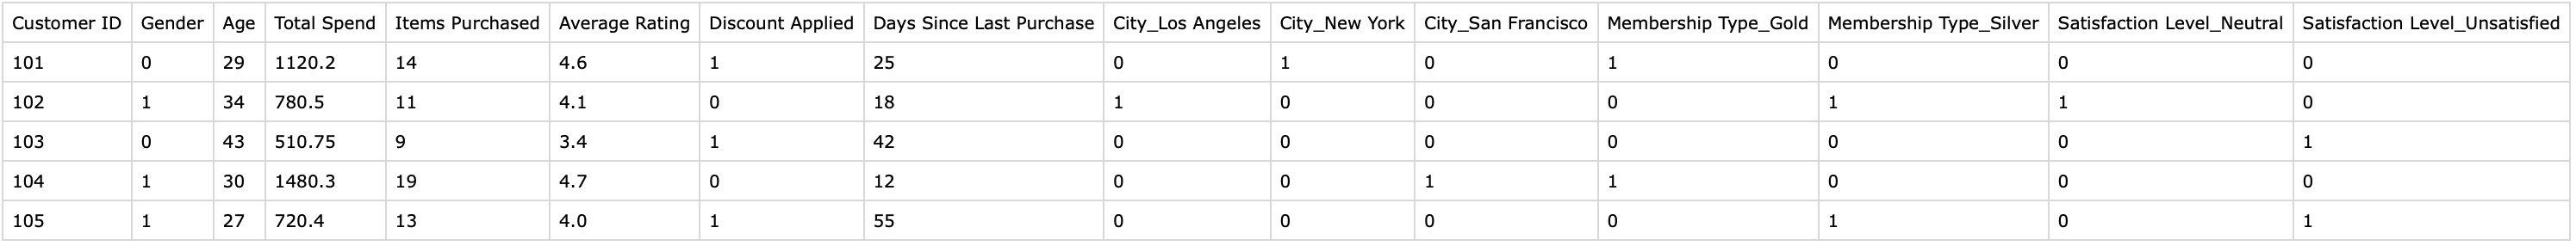 Customer ID Gender Age Total Spend Items Purchased Average Rating Discount Applied Days Since Last Purchase City_Los Angeles City_New York City_San Francisco Membership Type_Gold Membership Type_Silver Satisfaction Level_Neutral Satisfaction Level_Unsatisfied
101 0 29 1120.2 14 4.6 1 25 0 1 0 1 0 0 0
102 1 34 780.5 11 4.1 0 18 1 0 0 0 1 1 0
103 0 43 510.75 9 3.4 1 42 0 0 0 0 0 0 1
104 1 30 1480.3 19 4.7 0 12 0 0 1 1 0 0 0
105 1 27 720.4 13 4.0 1 55 0 0 0 0 1 0 1